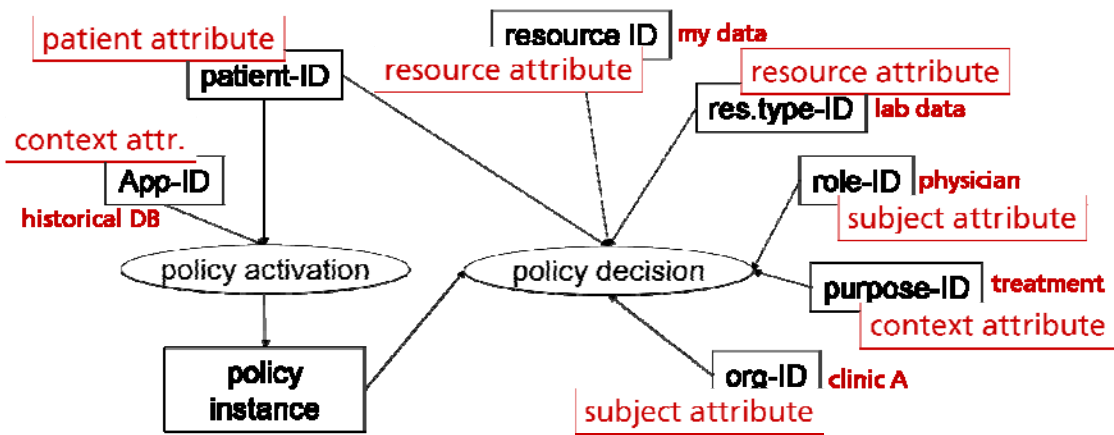 patient attribute
patient-ID
resource ID
my data
resource attribute
resource attribute
res.type-ID
lab data
context attr.
App-ID
historical DB
role-ID
physician
subject attribute
policy activation
policy decision
purpose-ID
treatment
context attribute
policy
instance
org-ID
clinic A
subject attribute